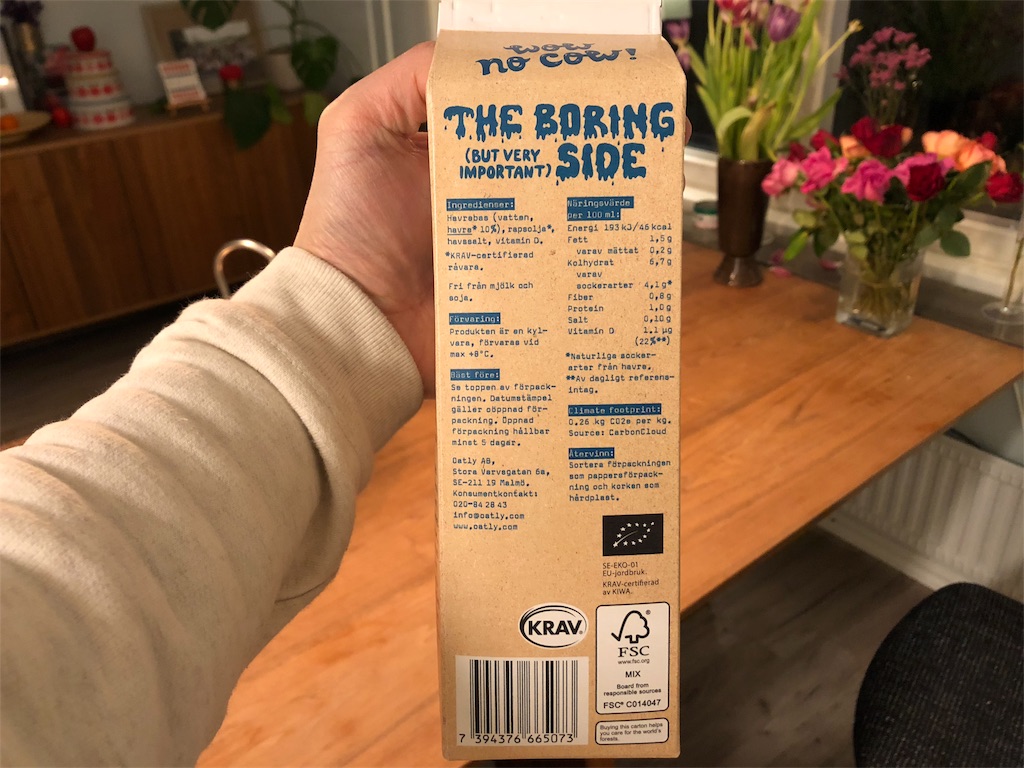 wow
no cow!
THE BORING
(BUT VERY
IMPORTANT)
SIDE
Ingredienser:
Havrebas (vatten,
havre* 10%), rapsolja*,
havssalt, vitamin D.
*KRAV-certifierad
råvara.
Fri från mjölk och
soja.
Förvaring:
Produkten är en kyl-
vara, förvaras vid
max +8°C.
Bäst före:
Se toppen av förpack-
ningen. Datumstämpel
gäller oöppnad för-
packning. Öppnad
förpackning hållbar
minst 5 dagar.
Oatly AB,
Stora Varvsgatan 6a,
SE-211 19 Malmö.
Konsumentkontakt:
020-84 28 43
info@oatly.com
www.oatly.com
Näringsvärde
per 100 ml:
Energi 193 kJ/46 kcal
Fett 1,5 g
varav mättat 0,2 g
Kolhydrat 6,7 g
varav
sockerarter 4,1 g*
Fiber 0,8 g
Protein 1,0 g
Salt 0,10 g
Vitamin D 1,1 µg
(22%**)
*Naturliga socker-
arter från havre.
**Av dagligt referens-
intag.
Climate footprint:
0,26 kg CO2e per kg.
Source: CarbonCloud
Återvinn:
Sortera förpackningen
som pappersförpack-
ning och korken som
hårdplast.
SE-EKO-01
EU-jordbruk.
KRAV-certifierad
av KIWA.
KRAV®
®
FSC
www.fsc.org
MIX
Board from
responsible sources
FSC® C014047
Buying this carton helps
you care for the world's
forests.
7 394376 665073